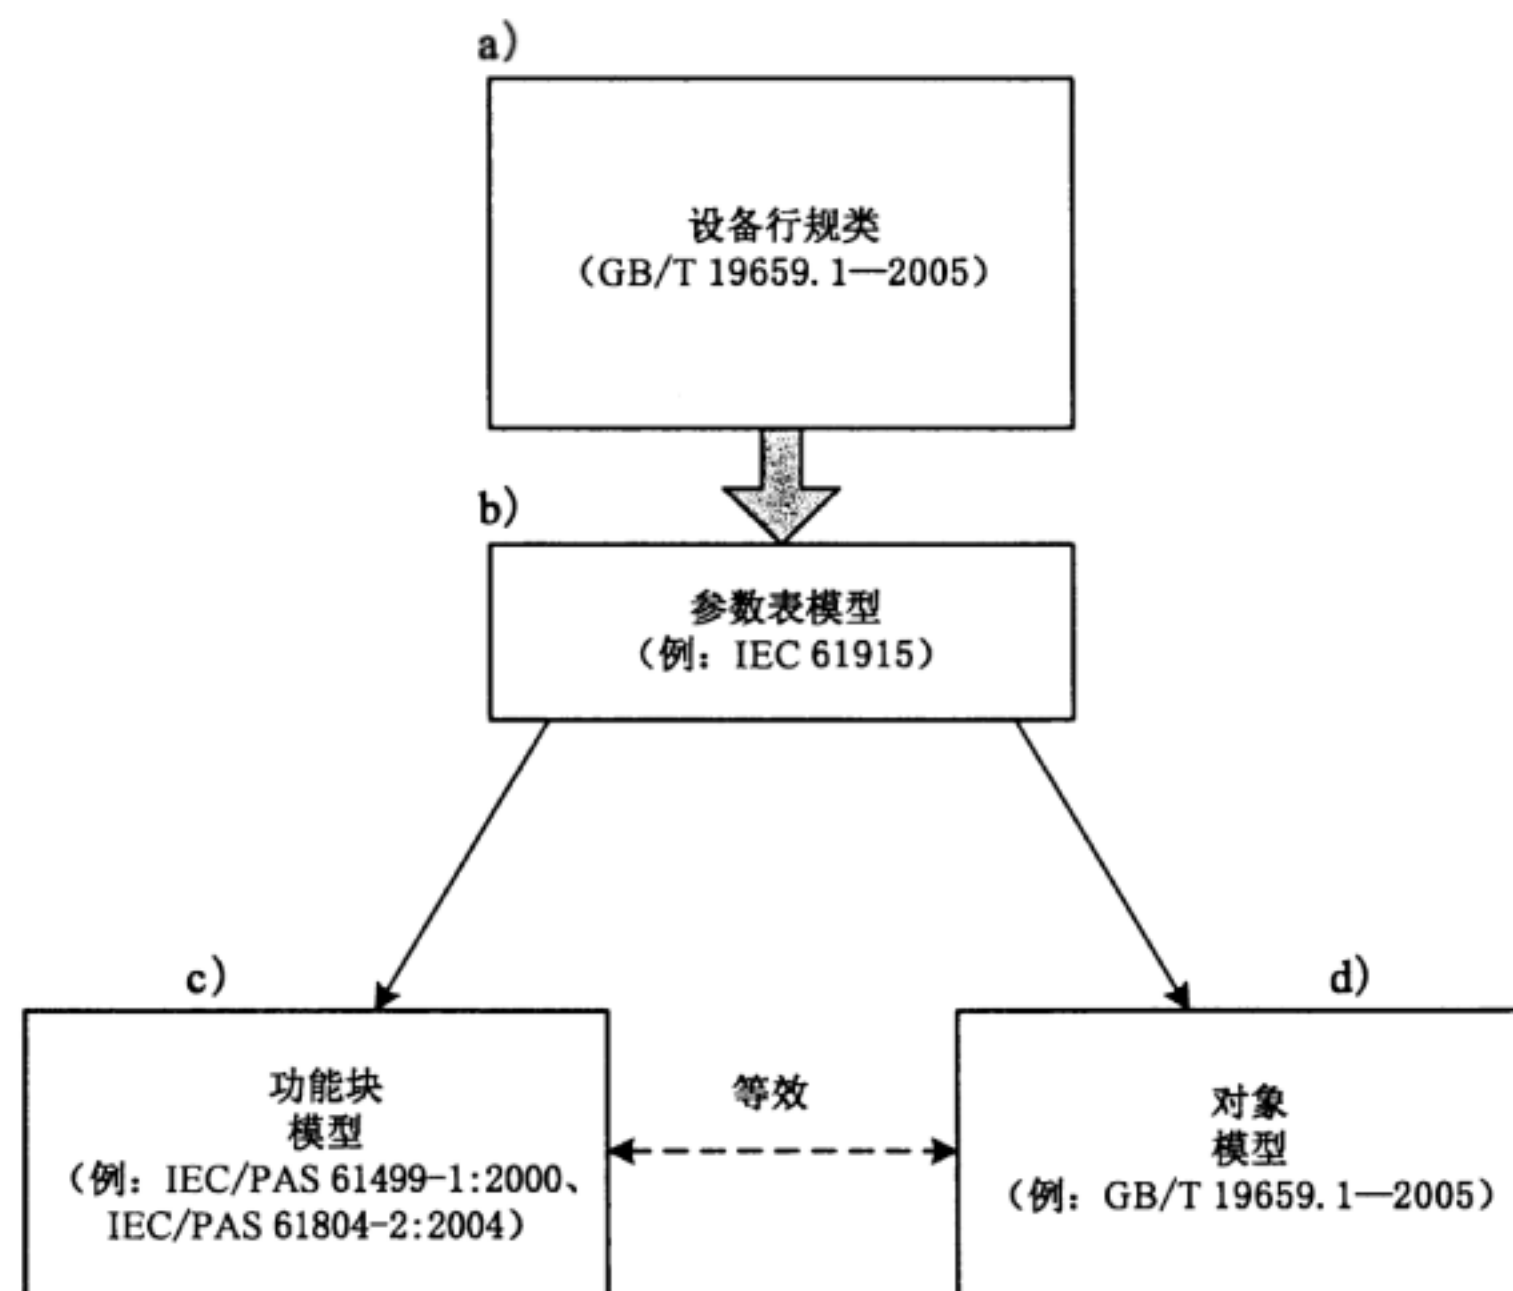 a)
设备行规类
（GB/T 19659.1—2005）
b)
参数表模型
（例：IEC 61915）
c)
d)
功能块
模型
（例：IEC/PAS 61499-1:2000、
IEC/PAS 61804-2:2004）
等效
对象
模型
（例：GB/T 19659.1—2005）